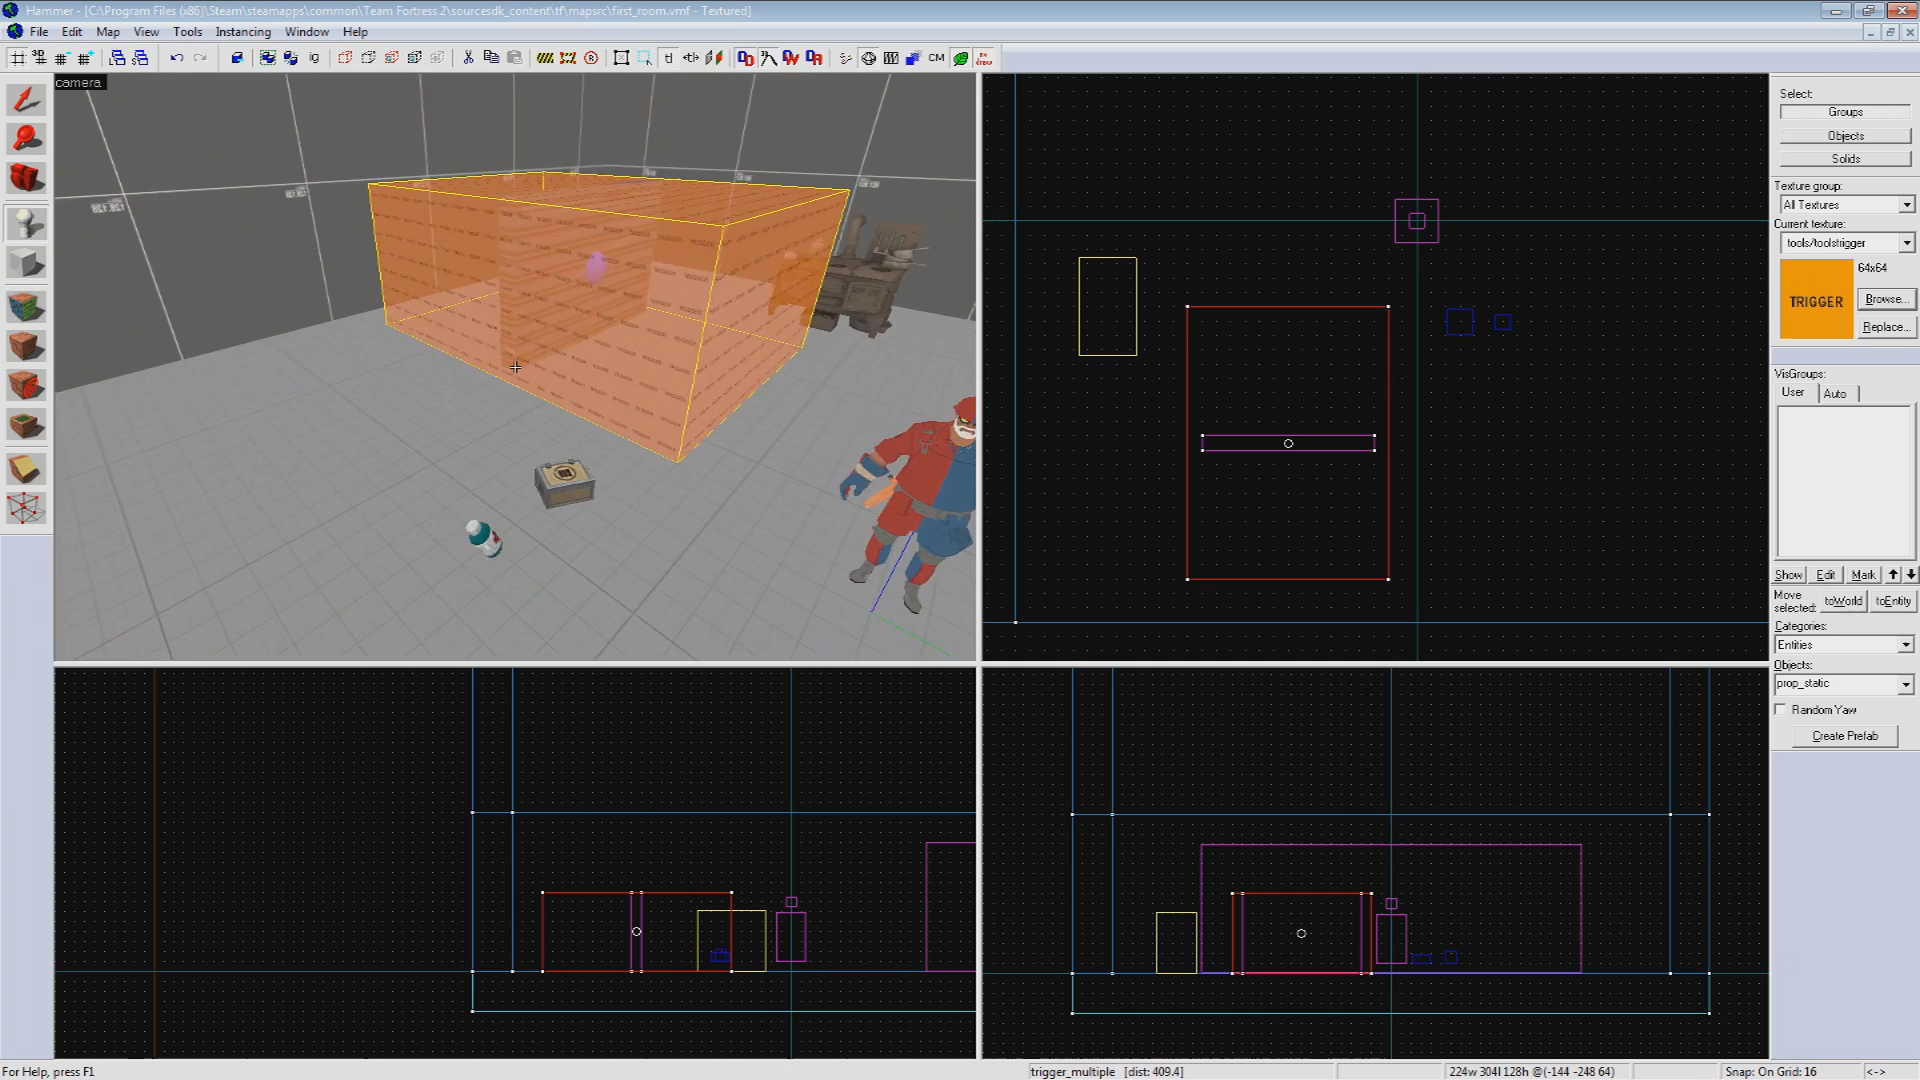 Hammer - [C:\Program Files (x86)\Steam\steamapps\common\Team Fortress 2\sourcesdk_content\tf\mapsrc\first_room.vmf - Textured]
File Edit Map View Tools Instancing Window Help
camera
Select:
Groups
Objects
Solids
Texture group:
All Textures
Current texture:
tools/toolstrigger
64x64
TRIGGER
Browse...
Replace...
VisGroups:
User Auto
Show Edit Mark
Move selected: toWorld toEntity
Categories:
Entities
Objects:
prop_static
Random Yaw
Create Prefab
For Help, press F1
trigger_multiple [dist: 409.4]
224w 304l 128h @(-144 -248 64)
Snap: On Grid: 16
<->